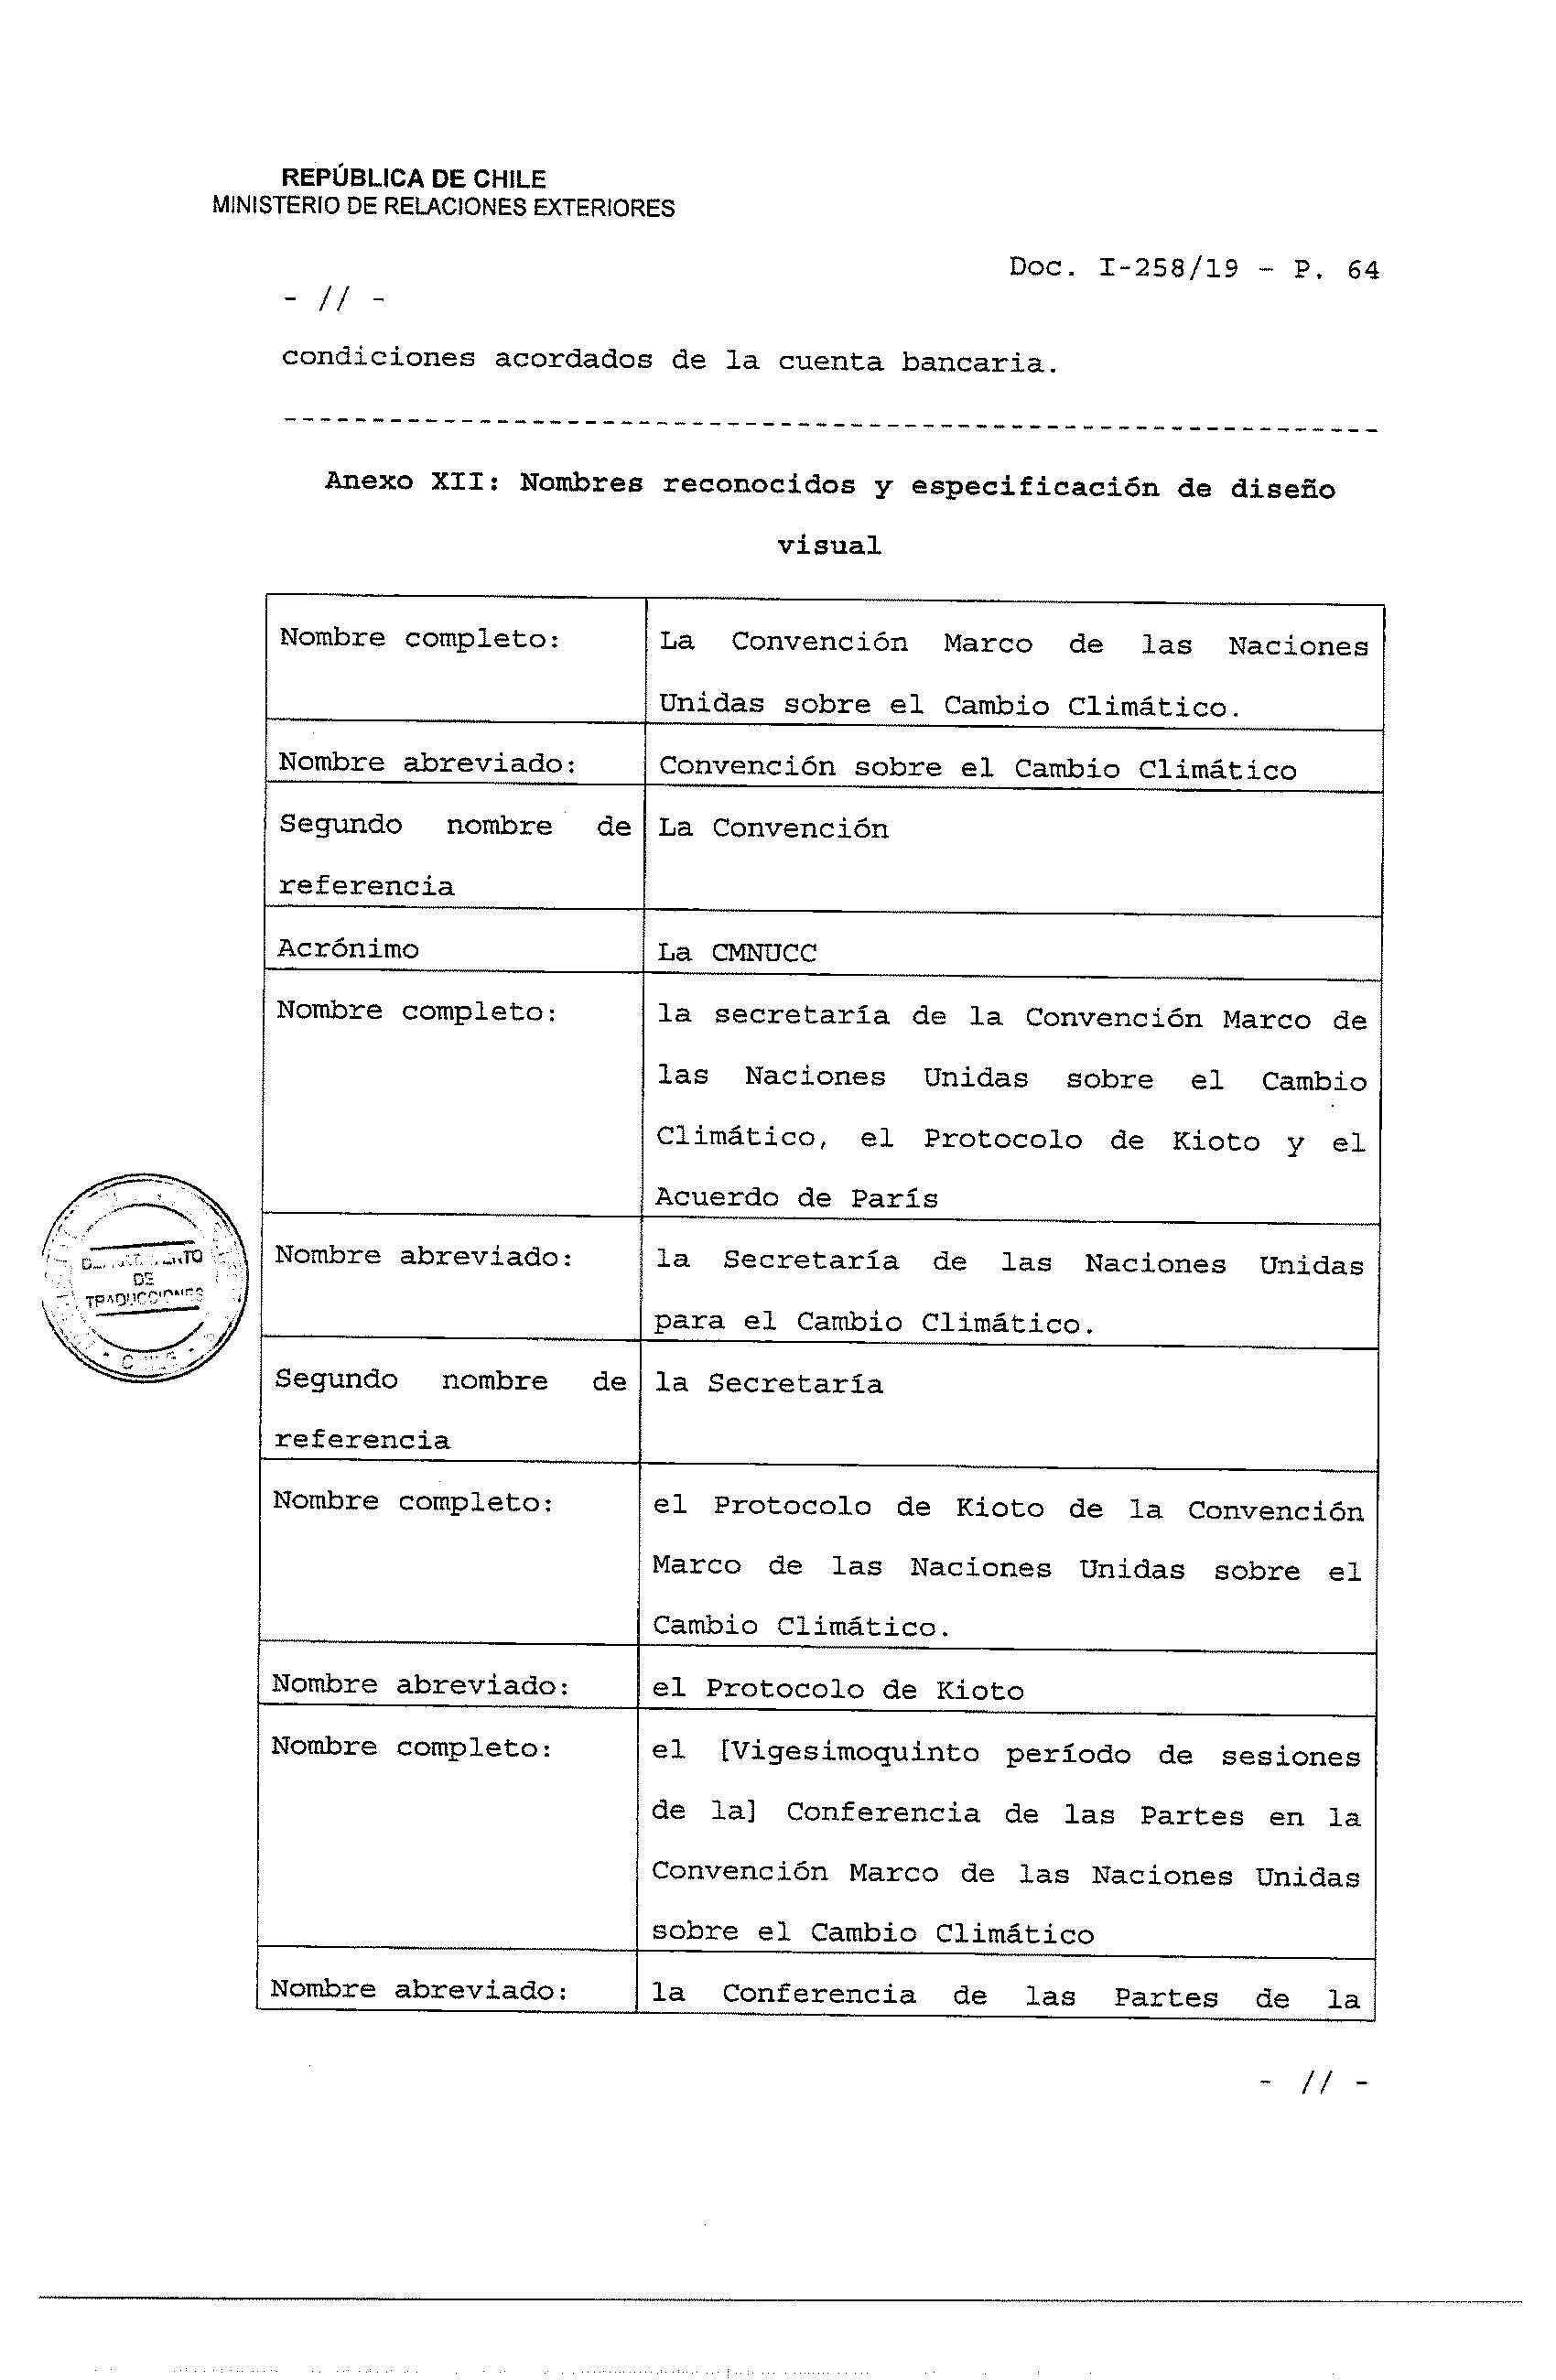 REPÚBLICA DE CHILE
MINISTERIO DE RELACIONES EXTERIORES
Doc. I-258/19 - P. 64
- // -
condiciones acordados de la cuenta bancaria.
Anexo XII: Nombres reconocidos y especificación de diseño
visual
Nombre completo:
La Convención Marco de las Naciones
Unidas sobre el Cambio Climático.
Nombre abreviado:
Convención sobre el Cambio Climático
Segundo nombre de
referencia
La Convención
Acrónimo
La CMNUCC
Nombre completo:
la secretaría de la Convención Marco de
las Naciones Unidas sobre el Cambio
Climático, el Protocolo de Kioto y el
Acuerdo de París
Nombre abreviado:
la Secretaría de las Naciones Unidas
para el Cambio Climático.
Segundo nombre de
referencia
la Secretaría
Nombre completo:
el Protocolo de Kioto de la Convención
Marco de las Naciones Unidas sobre el
Cambio Climático.
Nombre abreviado:
el Protocolo de Kioto
Nombre completo:
el [Vigesimoquinto período de sesiones
de la] Conferencia de las Partes en la
Convención Marco de las Naciones Unidas
sobre el Cambio Climático
Nombre abreviado:
la Conferencia de las Partes de la
- // -
DE
TRADUCCIONES